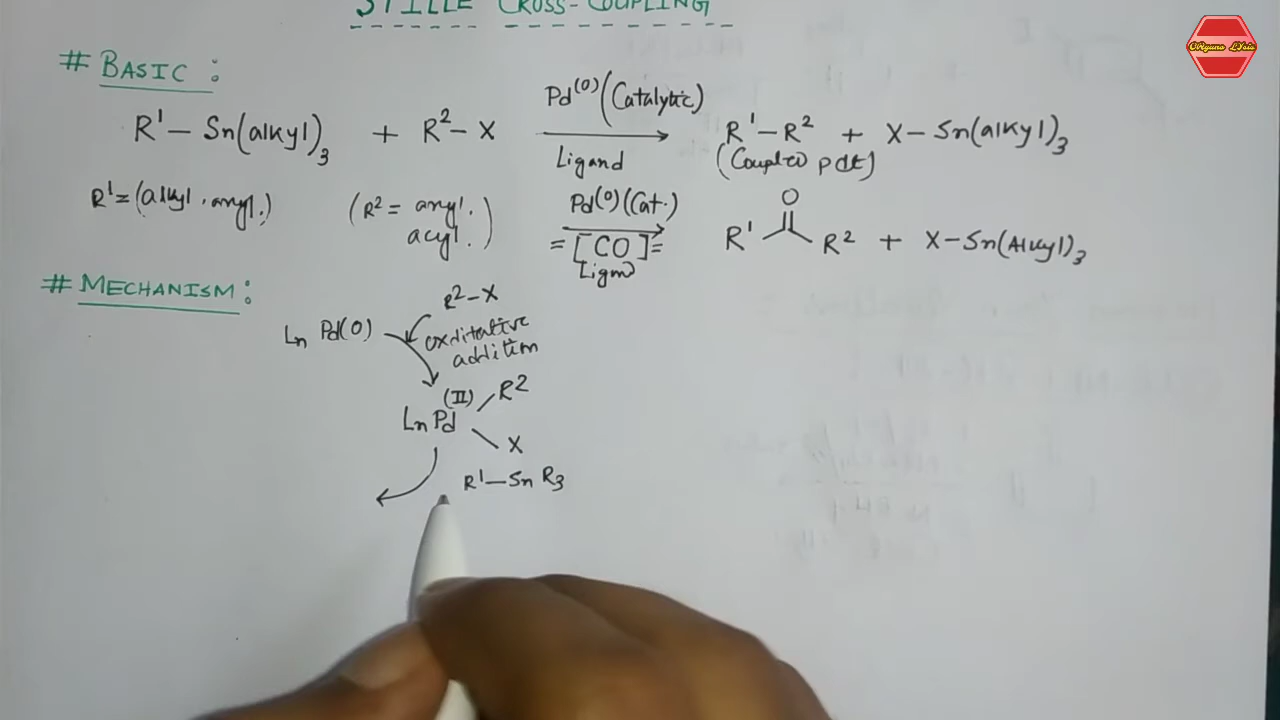 STILLE CROSS-COUPLING
# BASIC :
R¹ – Sn(alkyl)₃ + R² – X Pd⁽⁰⁾(Catalytic) Ligand R¹–R² + X – Sn(alkyl)₃
(Coupled pdt)
R¹ = (alkyl, aryl.) (R² = aryl. acyl.) Pd⁽⁰⁾(Cat.) =[CO]= R¹ O R² + X – Sn(Alkyl)₃
# MECHANISM :
R²–X
Ln Pd(0)
addition
(II) R²
Ln Pd
X
R¹–Sn R₃